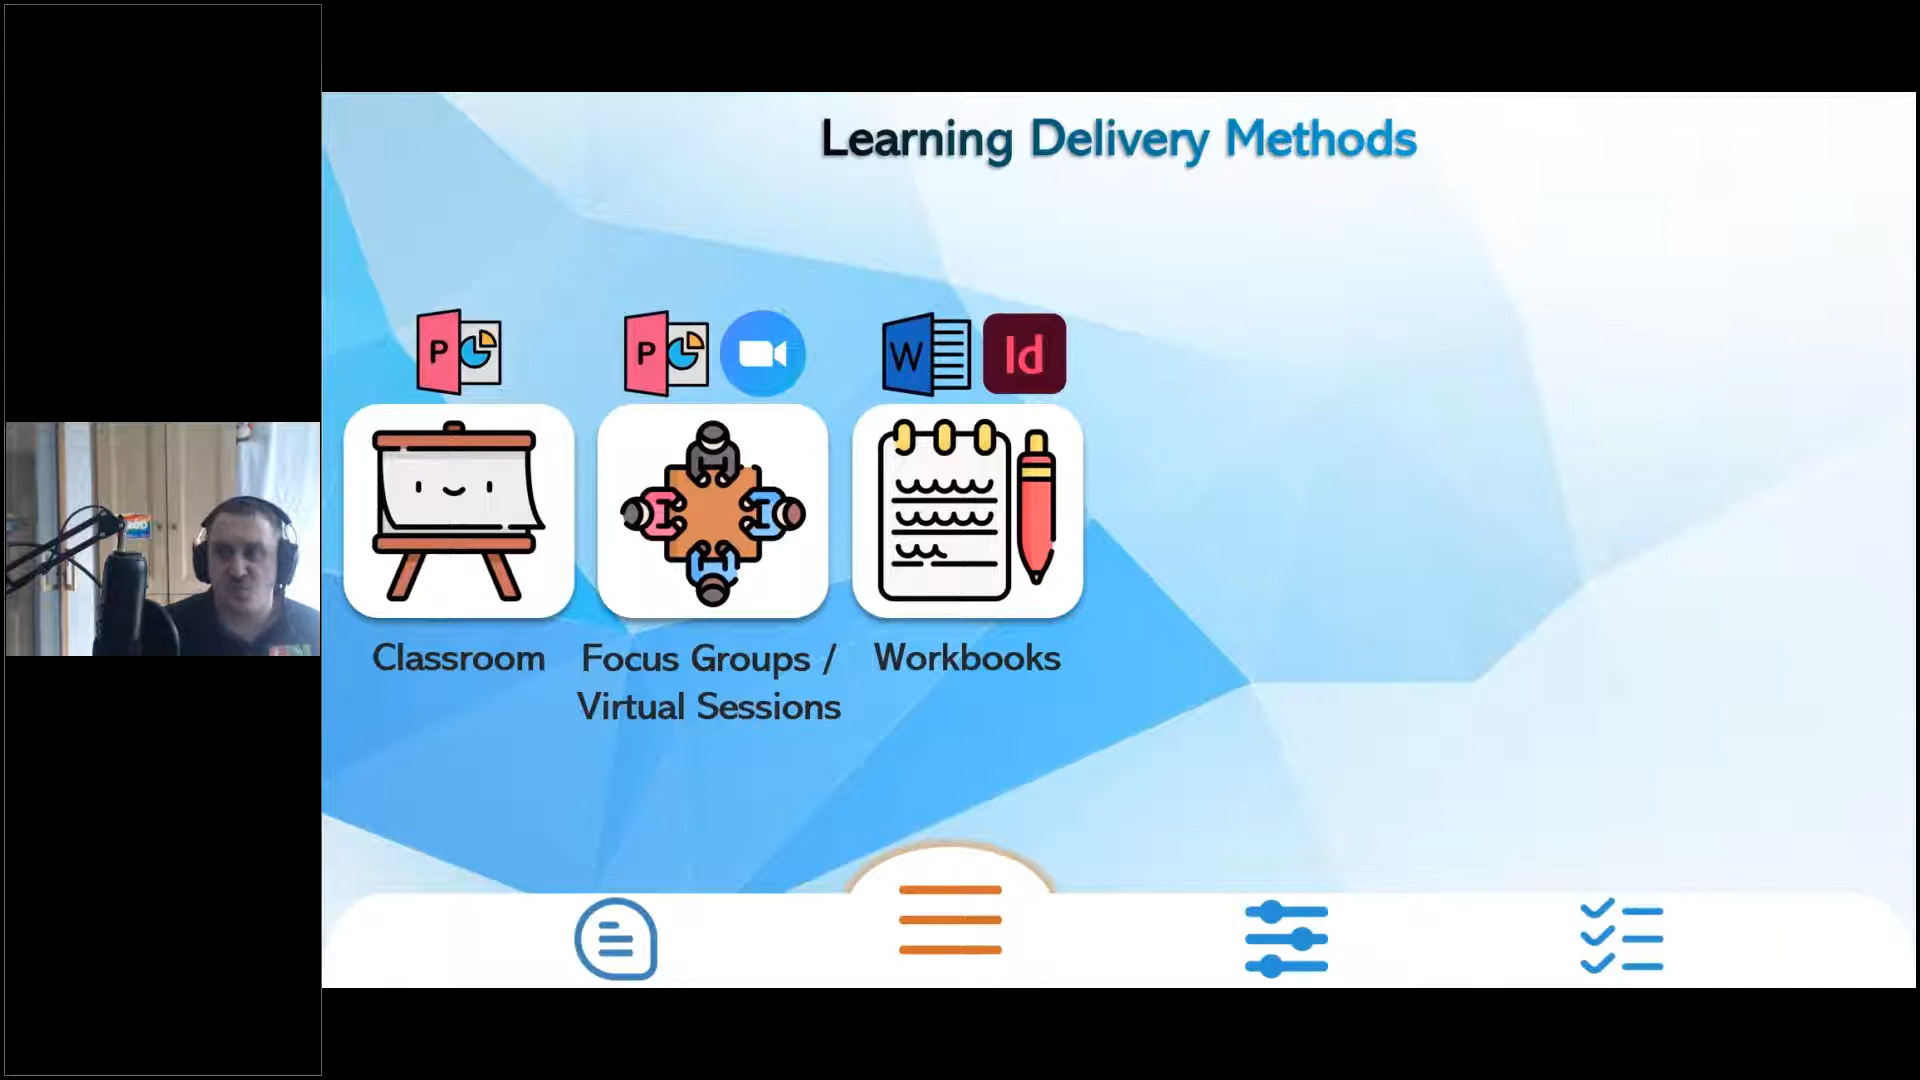 Learning Delivery Methods
P
P
W
Id
Classroom
Focus Groups /
Virtual Sessions
Workbooks